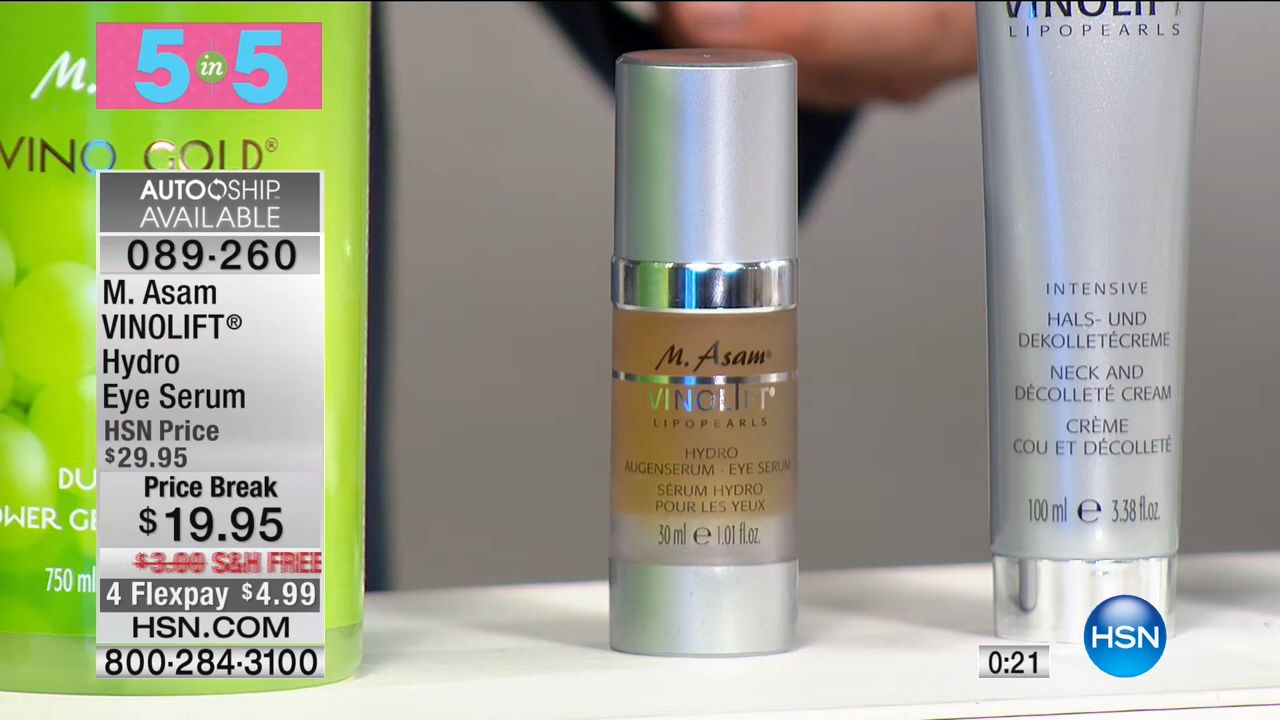 5 in 5
M.
VINO GOLD®
AUTOSHIP
AVAILABLE
089·260
M. Asam
VINOLIFT®
Hydro
Eye Serum
HSN Price
$29.95
Price Break
$19.95
$3.00 S&H FREE
4 Flexpay $4.99
HSN.COM
800·284·3100
DU
OWER GE
750 ml
M. Asam®
VINOLIFT®
LIPOPEARLS
HYDRO
AUGENSERUM - EYE SERUM
SÉRUM HYDRO
POUR LES YEUX
30 ml e 1.01 fl.oz.
VINOLIFT
LIPOPEARLS
INTENSIVE
HALS- UND
DEKOLLETÉCREME
NECK AND
DÉCOLLETÉ CREAM
CRÈME
COU ET DÉCOLLETÉ
100 ml e 3.38 fl.oz.
HSN
0:21